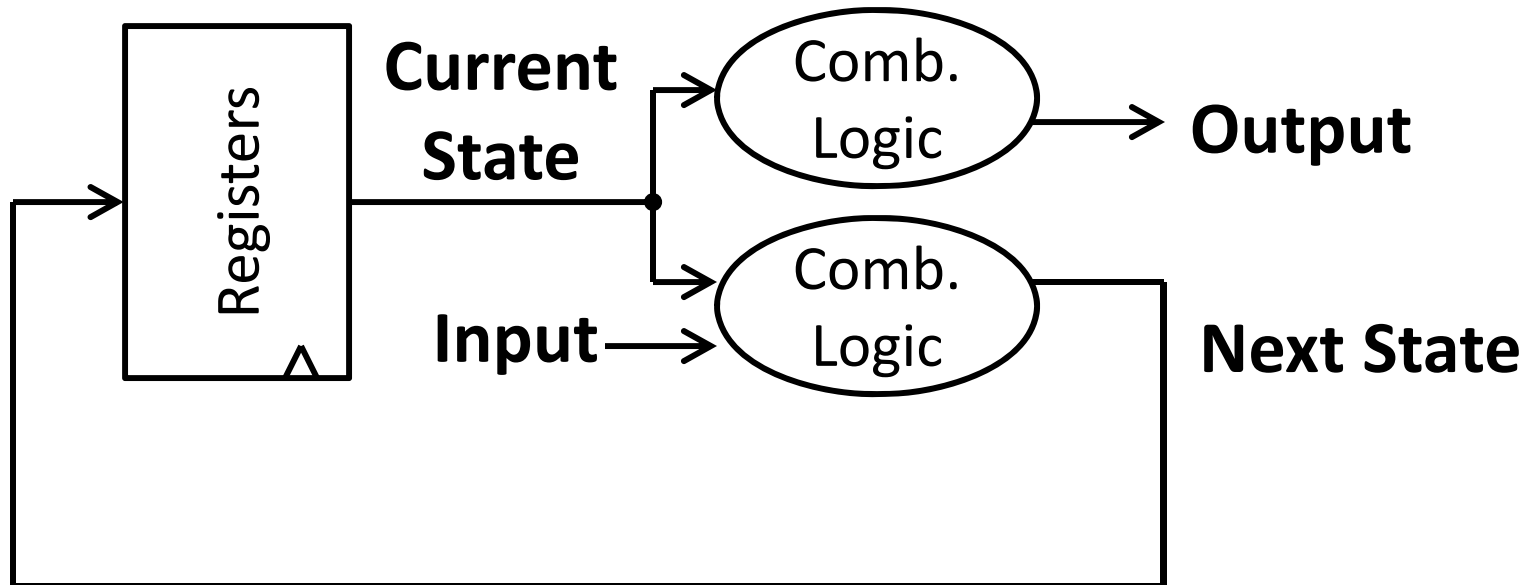 Registers
Current
State
Comb.
Logic
Output
Input
Comb.
Logic
Next State